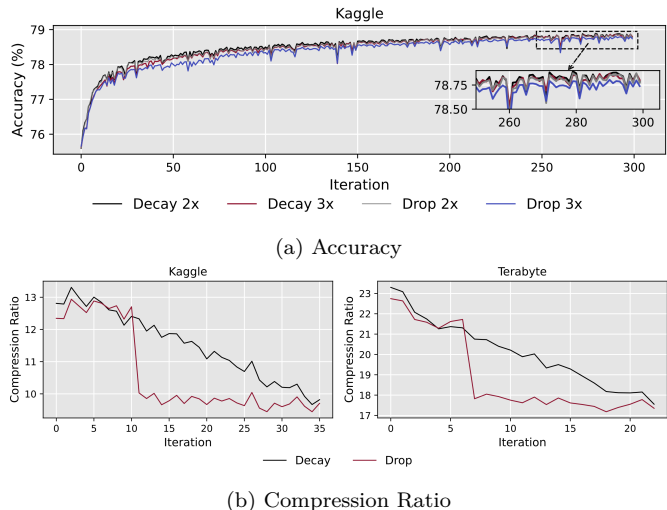 Kaggle
Accuracy (%)
79
78
77
76
78.75
78.50
260
280
300
0
50
100
150
200
250
300
Iteration
Decay 2x
Decay 3x
Drop 2x
Drop 3x
(a) Accuracy
Kaggle
Compression Ratio
13
12
11
10
0
5
10
15
20
25
30
35
Iteration
Terabyte
Compression Ratio
23
22
21
20
19
18
17
0
5
10
15
20
Iteration
Decay
Drop
(b) Compression Ratio